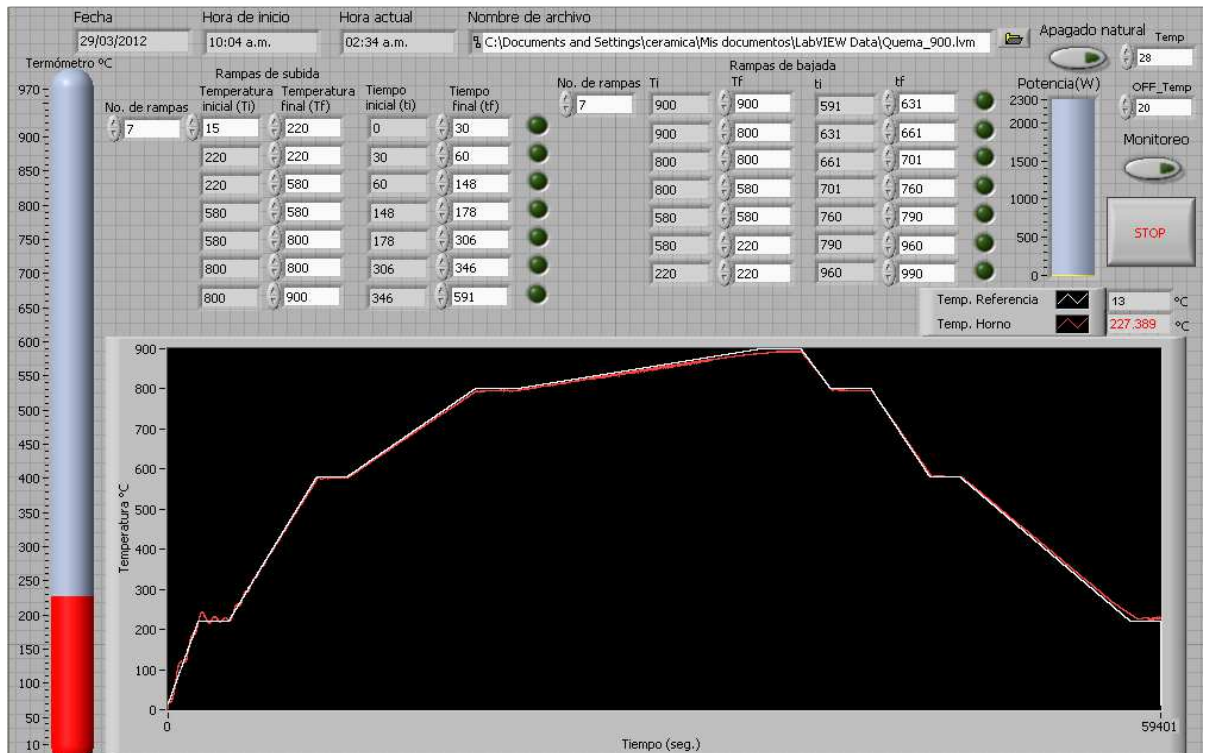 Fecha Hora de inicio Hora actual Nombre de archivo
29/03/2012 10:04 a.m. 02:34 a.m. C:\Documents and Settings\ceramica\Mis documentos\LabVIEW Data\Quema_900.lvm
Apagado natural Temp
28
OFF_Temp
20
Monitoreo
STOP
Termómetro ºC
970
900
850
800
750
700
650
600
550
500
450
400
350
300
250
200
150
100
50
10
Rampas de subida
No. de rampas
7
Temperatura inicial (Ti) Temperatura final (Tf) Tiempo inicial (ti) Tiempo final (tf)
15 220 0 30
220 220 30 60
220 580 60 148
580 580 148 178
580 800 178 306
800 800 306 346
800 900 346 591
Rampas de bajada
No. de rampas
7
Ti Tf ti tf
900 900 591 631
900 800 631 661
800 800 661 701
800 580 701 760
580 580 760 790
580 220 790 960
220 220 960 990
Potencia(W)
2300
2000
1500
1000
500
0
Temp. Referencia 13 ºC
Temp. Horno 227.389 ºC
Temperatura ºC
900
800
700
600
500
400
300
200
100
0
0 59401
Tiempo (seg.)